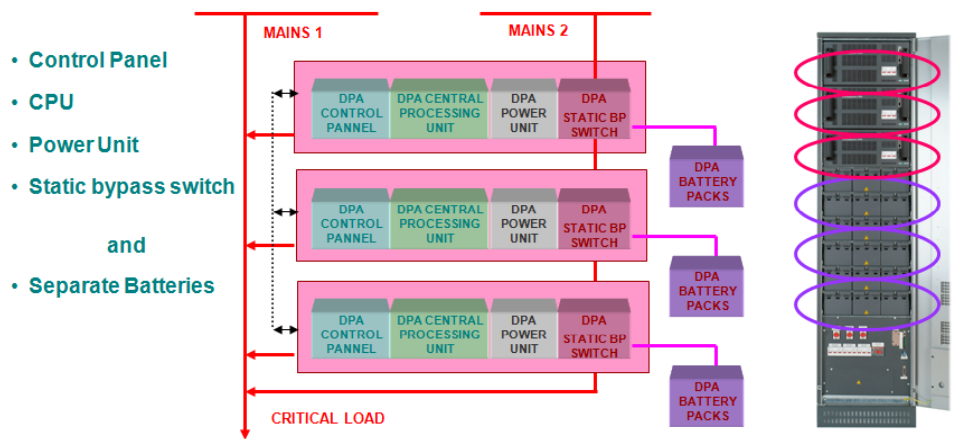 • Control Panel
• CPU
• Power Unit
• Static bypass switch
and
• Separate Batteries
MAINS 1
MAINS 2
DPA
CONTROL
PANNEL
DPA CENTRAL
PROCESSING
UNIT
DPA
POWER
UNIT
DPA
STATIC BP
SWITCH
DPA
BATTERY
PACKS
DPA
CONTROL
PANNEL
DPA CENTRAL
PROCESSING
UNIT
DPA
POWER
UNIT
DPA
STATIC BP
SWITCH
DPA
BATTERY
PACKS
DPA
CONTROL
PANNEL
DPA CENTRAL
PROCESSING
UNIT
DPA
POWER
UNIT
DPA
STATIC BP
SWITCH
DPA
BATTERY
PACKS
CRITICAL LOAD